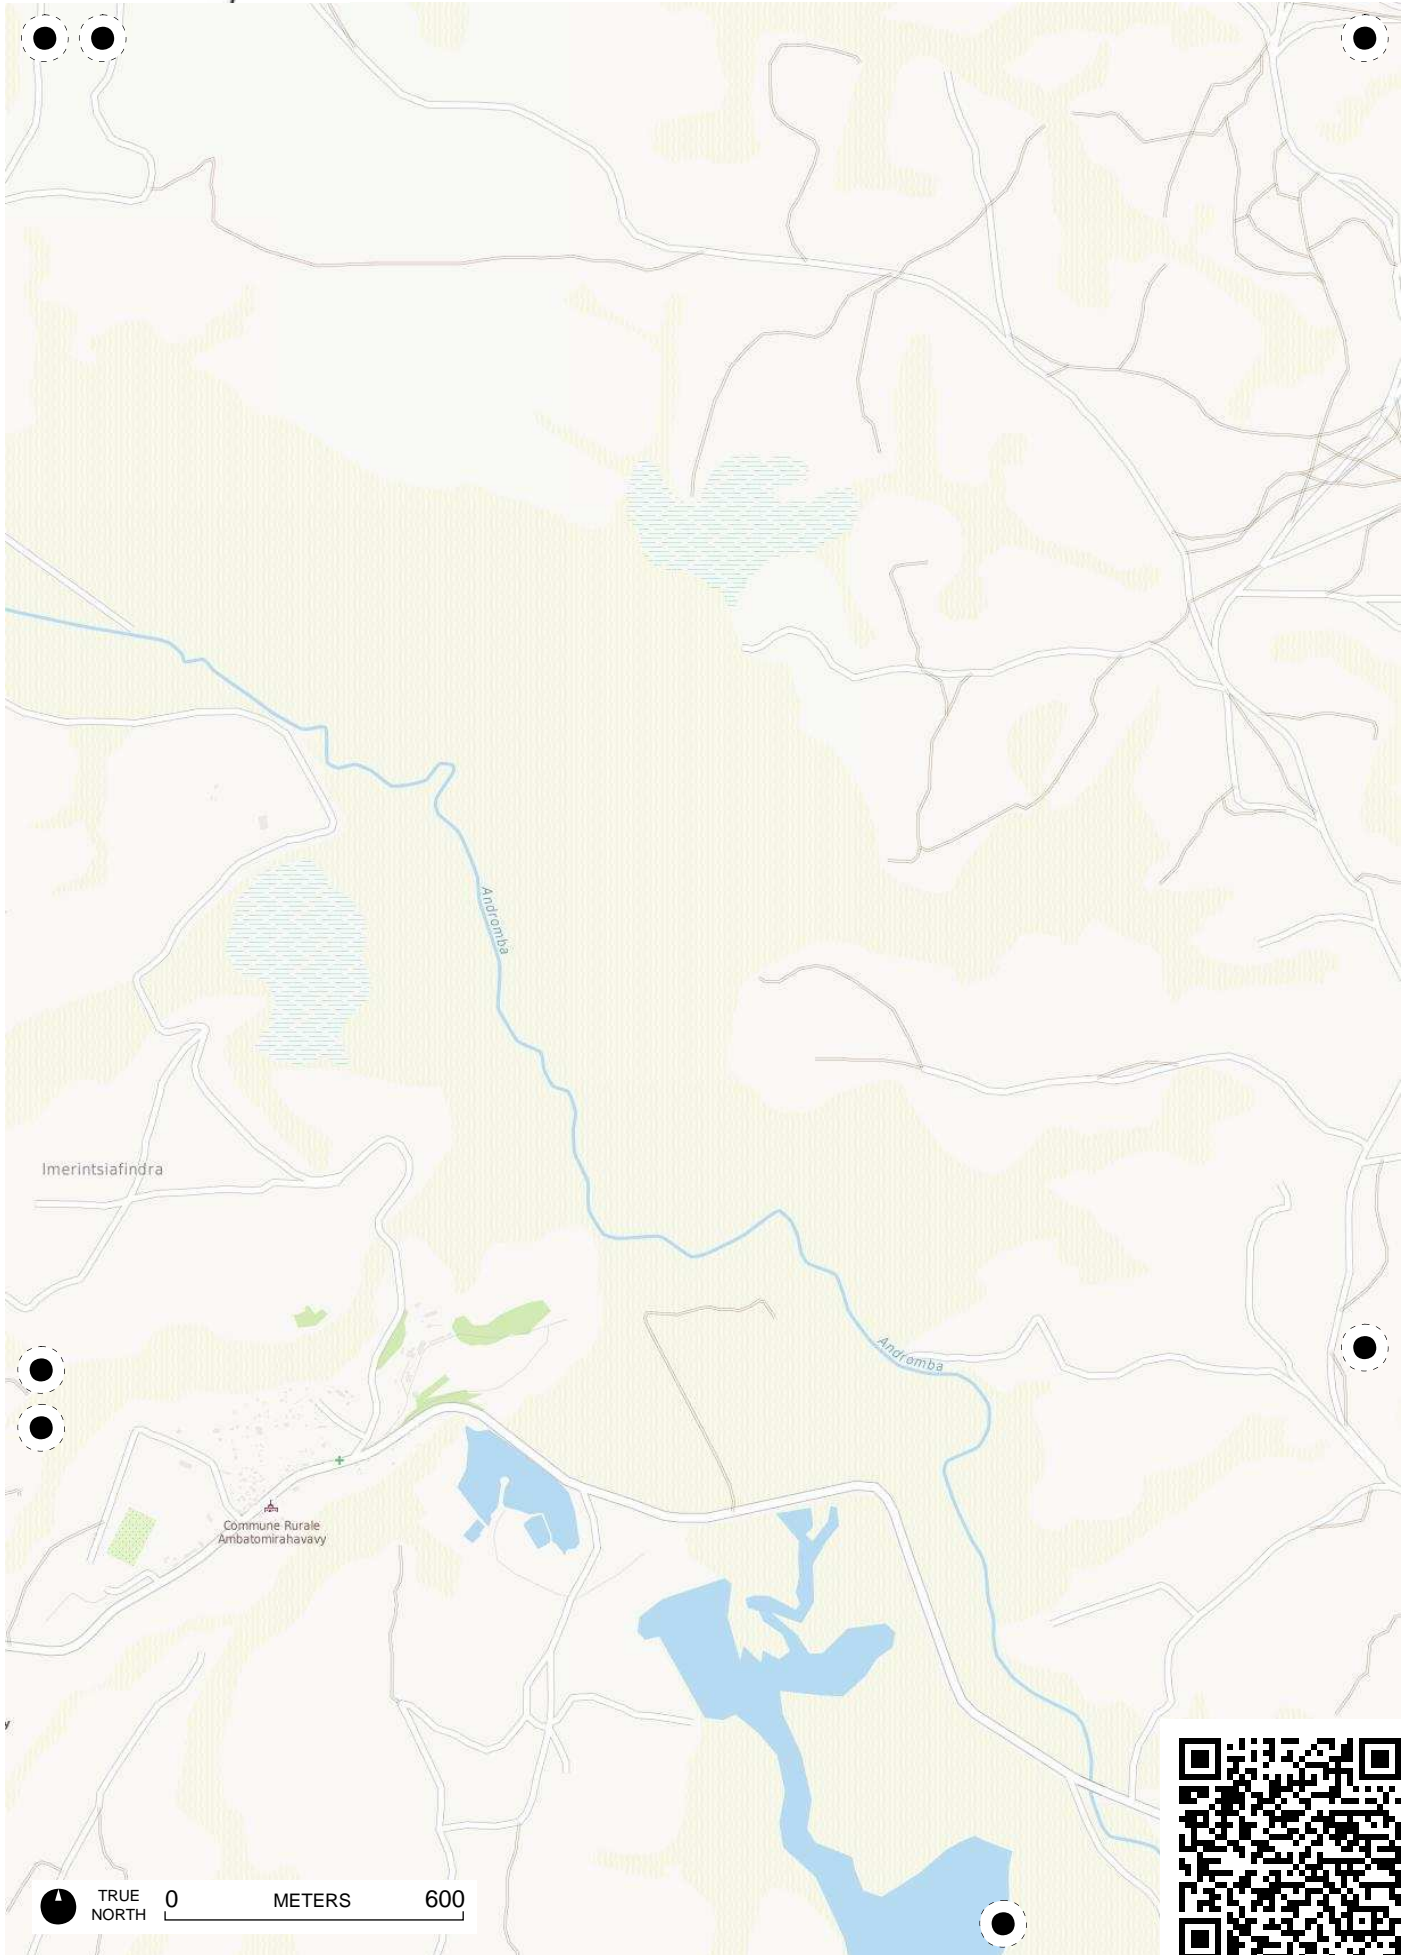 Andromba
Imerintsiafindra
Andromba
Commune Rurale
Ambatomirahavavy
TRUE
NORTH
0 METERS 600